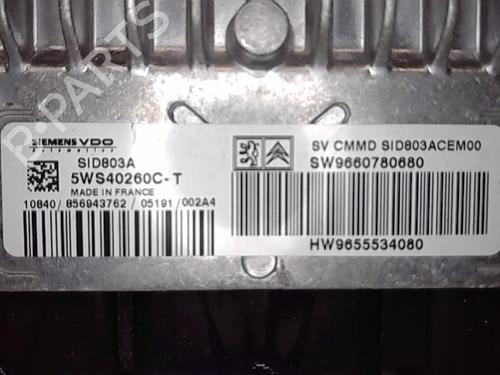 R-PARTS
SIEMENS VDO
Automotive
SID803A
5WS40260C-T
MADE IN FRANCE
10840/856943762 /05191 /002A4
SV CMMD SID803ACEM00
SW9660780680
HW9655534080